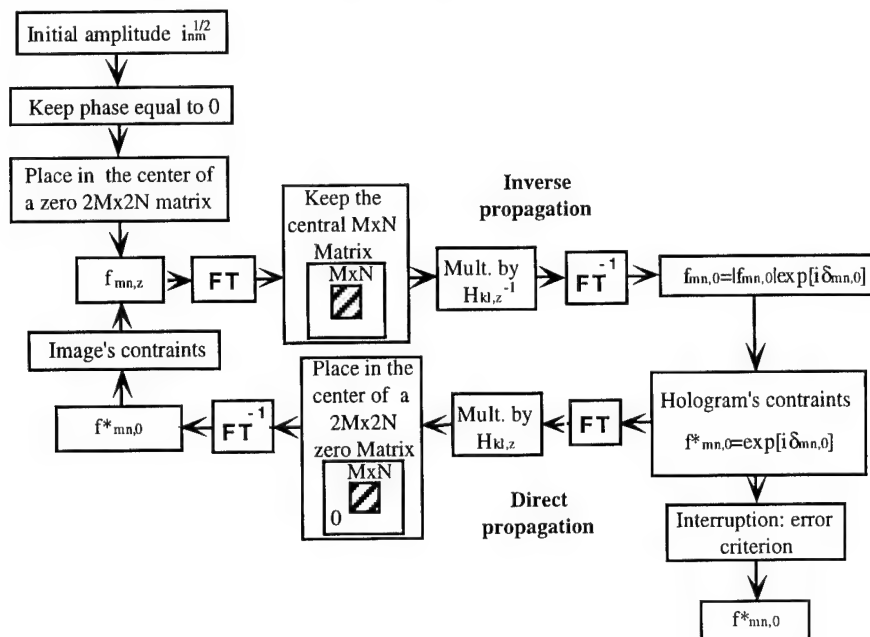 Initial amplitude i_nm^1/2
Keep phase equal to 0
Place in the center of
a zero 2Mx2N matrix
f_mn,z
FT
Keep the
central MxN
Matrix
MxN
Inverse
propagation
Mult. by
H_kl,z^-1
FT^-1
f_mn,0=|f_mn,0|exp[iδ_mn,0]
Image's contraints
f*_mn,0
FT^-1
Place in the
center of a
2Mx2N
zero Matrix
MxN
0
Mult. by
H_kl,z
FT
Direct
propagation
Hologram's contraints
f*_mn,0=exp[iδ_mn,0]
Interruption: error
criterion
f*_mn,0